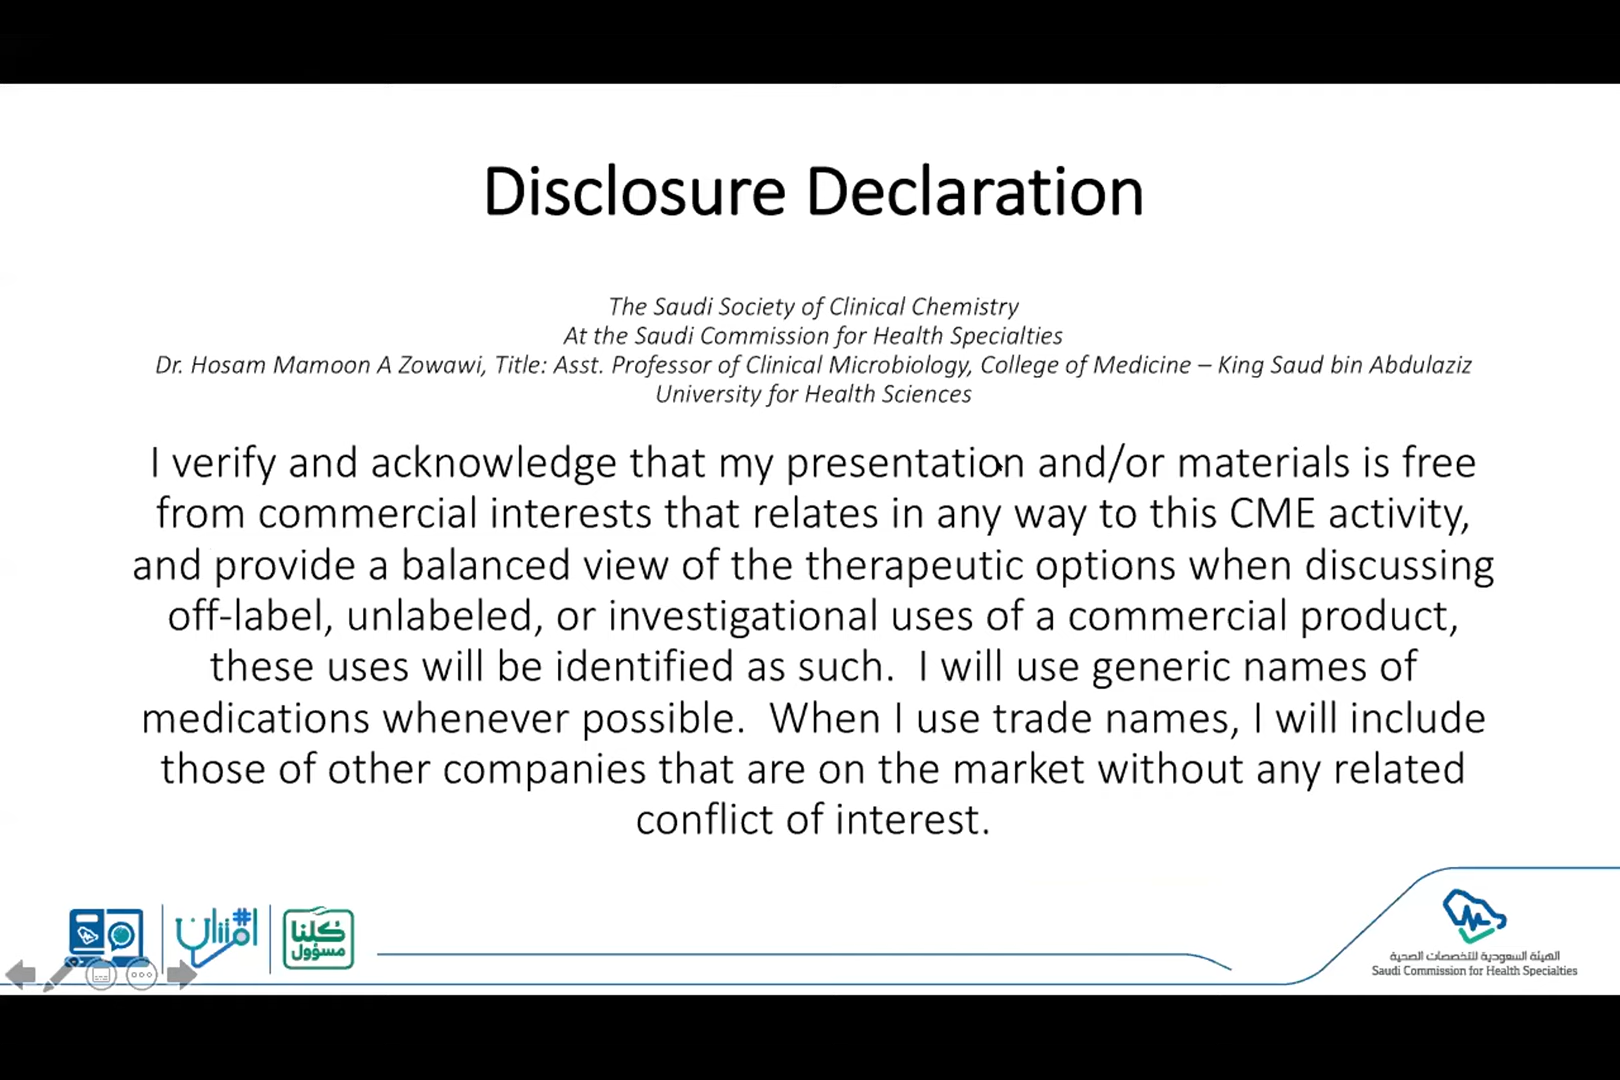 Disclosure Declaration
The Saudi Society of Clinical Chemistry
At the Saudi Commission for Health Specialties
Dr. Hosam Mamoon A Zowawi, Title: Asst. Professor of Clinical Microbiology, College of Medicine – King Saud bin Abdulaziz
University for Health Sciences
I verify and acknowledge that my presentation and/or materials is free
from commercial interests that relates in any way to this CME activity,
and provide a balanced view of the therapeutic options when discussing
off-label, unlabeled, or investigational uses of a commercial product,
these uses will be identified as such.  I will use generic names of
medications whenever possible.  When I use trade names, I will include
those of other companies that are on the market without any related
conflict of interest.
#امتنان
كلنا
مسؤول
الهيئة السعودية للتخصصات الصحية
Saudi Commission for Health Specialties